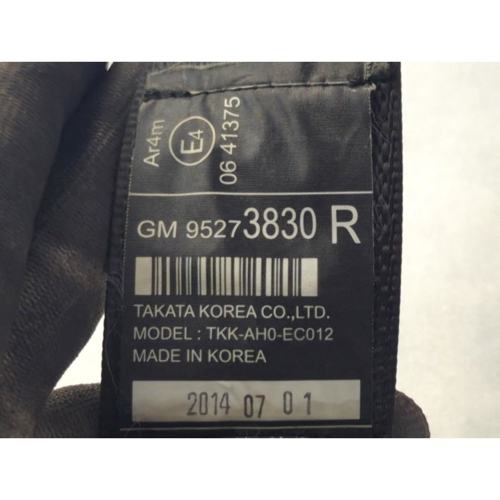 Ar4m
E4
06 41375
GM 95273830 R
TAKATA KOREA CO.,LTD.
MODEL : TKK-AH0-EC012
MADE IN KOREA
2014 07 01